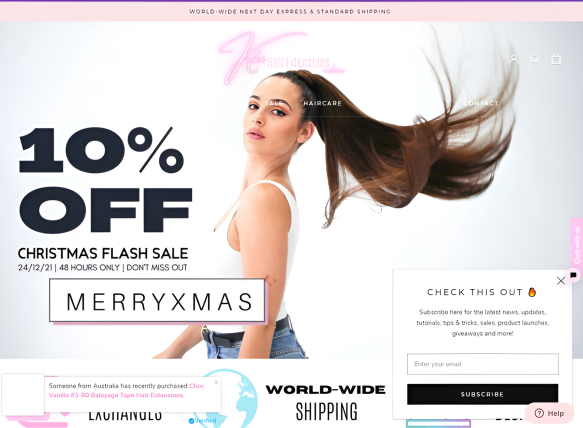 WORLD-WIDE NEXT DAY EXPRESS & STANDARD SHIPPING
Hair Extensions
SALE
HAIRCARE
CONTACT
10%
OFF
CHRISTMAS FLASH SALE
24/12/21 | 48 HOURS ONLY | DON'T MISS OUT
MERRYXMAS
Chat with us
CHECK THIS OUT 🔥
Subscribe here for the latest news, updates,
tutorials, tips & tricks, sales, product launches,
giveaways and more!
Enter your email
SUBSCRIBE
Someone from Australia has recently purchased Choc
Vanilla #3-60 Balayage Tape Hair Extensions.
Verified
EXCHANGES
WORLD-WIDE
SHIPPING
Help